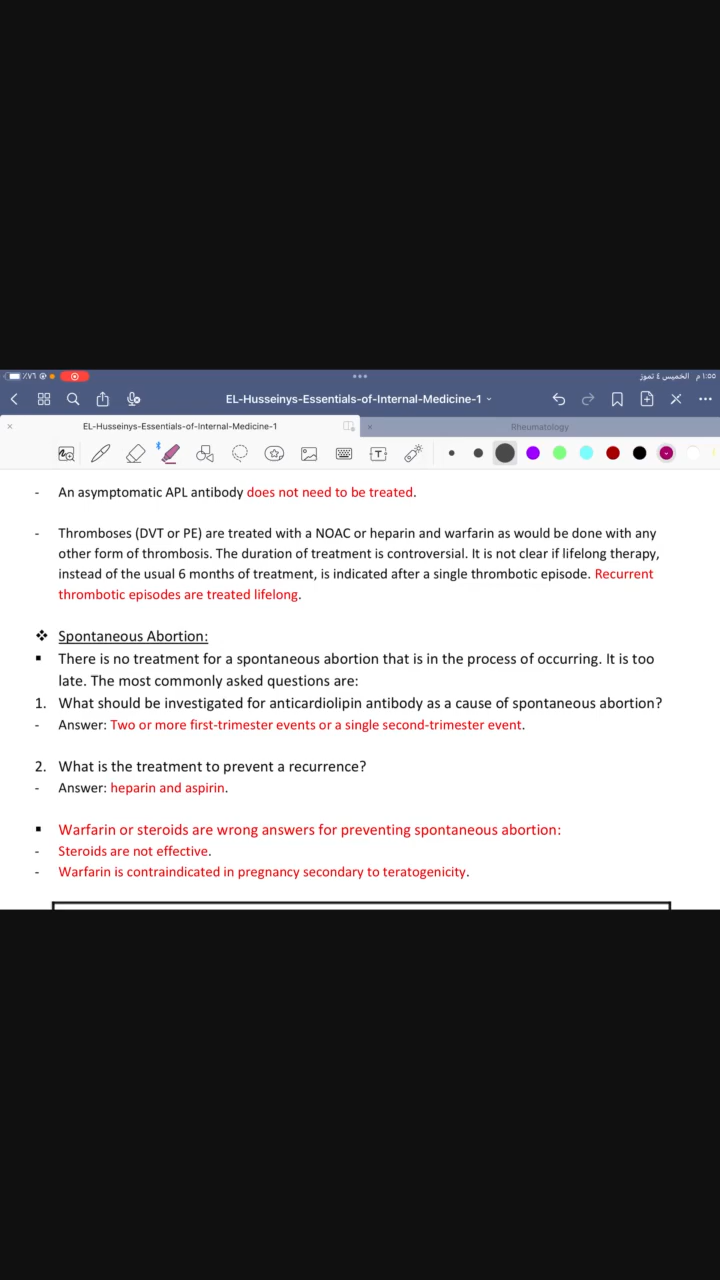 ٪٧٦
١:٥٥ م الخميس ٤ تموز
EL-Husseinys-Essentials-of-Internal-Medicine-1
EL-Husseinys-Essentials-of-Internal-Medicine-1
Rheumatology
- An asymptomatic APL antibody does not need to be treated.
- Thromboses (DVT or PE) are treated with a NOAC or heparin and warfarin as would be done with any
other form of thrombosis. The duration of treatment is controversial. It is not clear if lifelong therapy,
instead of the usual 6 months of treatment, is indicated after a single thrombotic episode. Recurrent
thrombotic episodes are treated lifelong.
❖ Spontaneous Abortion:
▪ There is no treatment for a spontaneous abortion that is in the process of occurring. It is too
late. The most commonly asked questions are:
1. What should be investigated for anticardiolipin antibody as a cause of spontaneous abortion?
- Answer: Two or more first-trimester events or a single second-trimester event.
2. What is the treatment to prevent a recurrence?
- Answer: heparin and aspirin.
▪ Warfarin or steroids are wrong answers for preventing spontaneous abortion:
- Steroids are not effective.
- Warfarin is contraindicated in pregnancy secondary to teratogenicity.